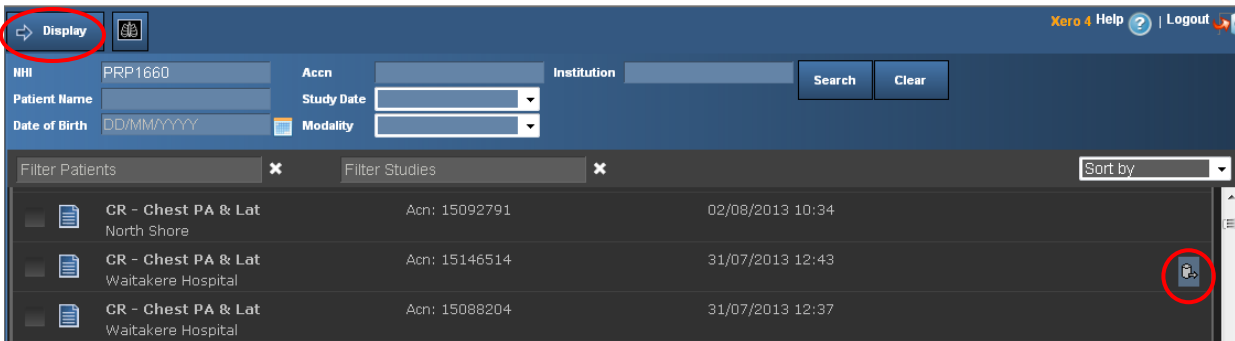 Display Xero 4 Help ? | Logout
NHI PRP1660 Accn Institution Search Clear
Patient Name Study Date
Date of Birth DD/MM/YYYY Modality
Filter Patients Filter Studies Sort by
CR - Chest PA & Lat Acn: 15092791 02/08/2013 10:34
North Shore
CR - Chest PA & Lat Acn: 15146514 31/07/2013 12:43
Waitakere Hospital
CR - Chest PA & Lat Acn: 15088204 31/07/2013 12:37
Waitakere Hospital